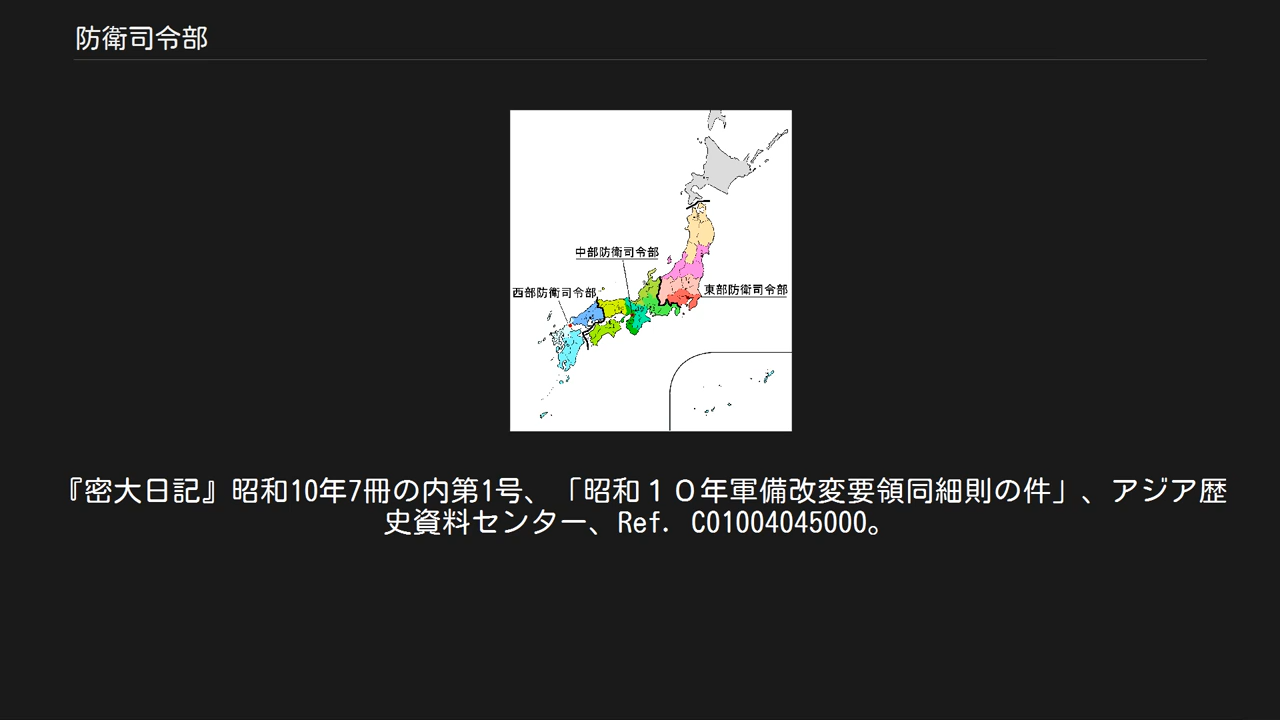 防衛司令部
中部防衛司令部
西部防衛司令部
東部防衛司令部
『密大日記』昭和10年7冊の内第1号、「昭和１０年軍備改変要領同細則の件」、アジア歴
史資料センター、Ref. C01004045000。